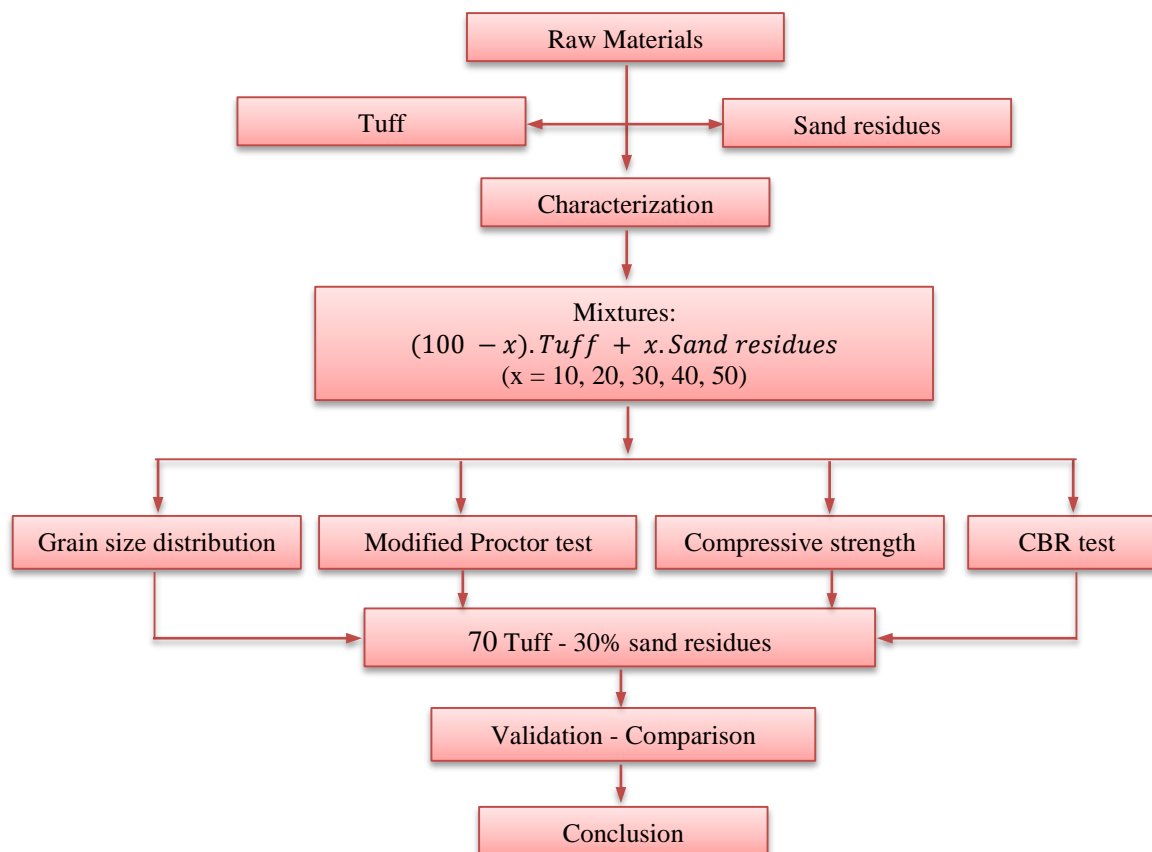 Raw Materials
Tuff
Sand residues
Characterization
Mixtures:
(100 − x).Tuff + x.Sand residues
(x = 10, 20, 30, 40, 50)
Grain size distribution
Modified Proctor test
Compressive strength
CBR test
70 Tuff - 30% sand residues
Validation - Comparison
Conclusion